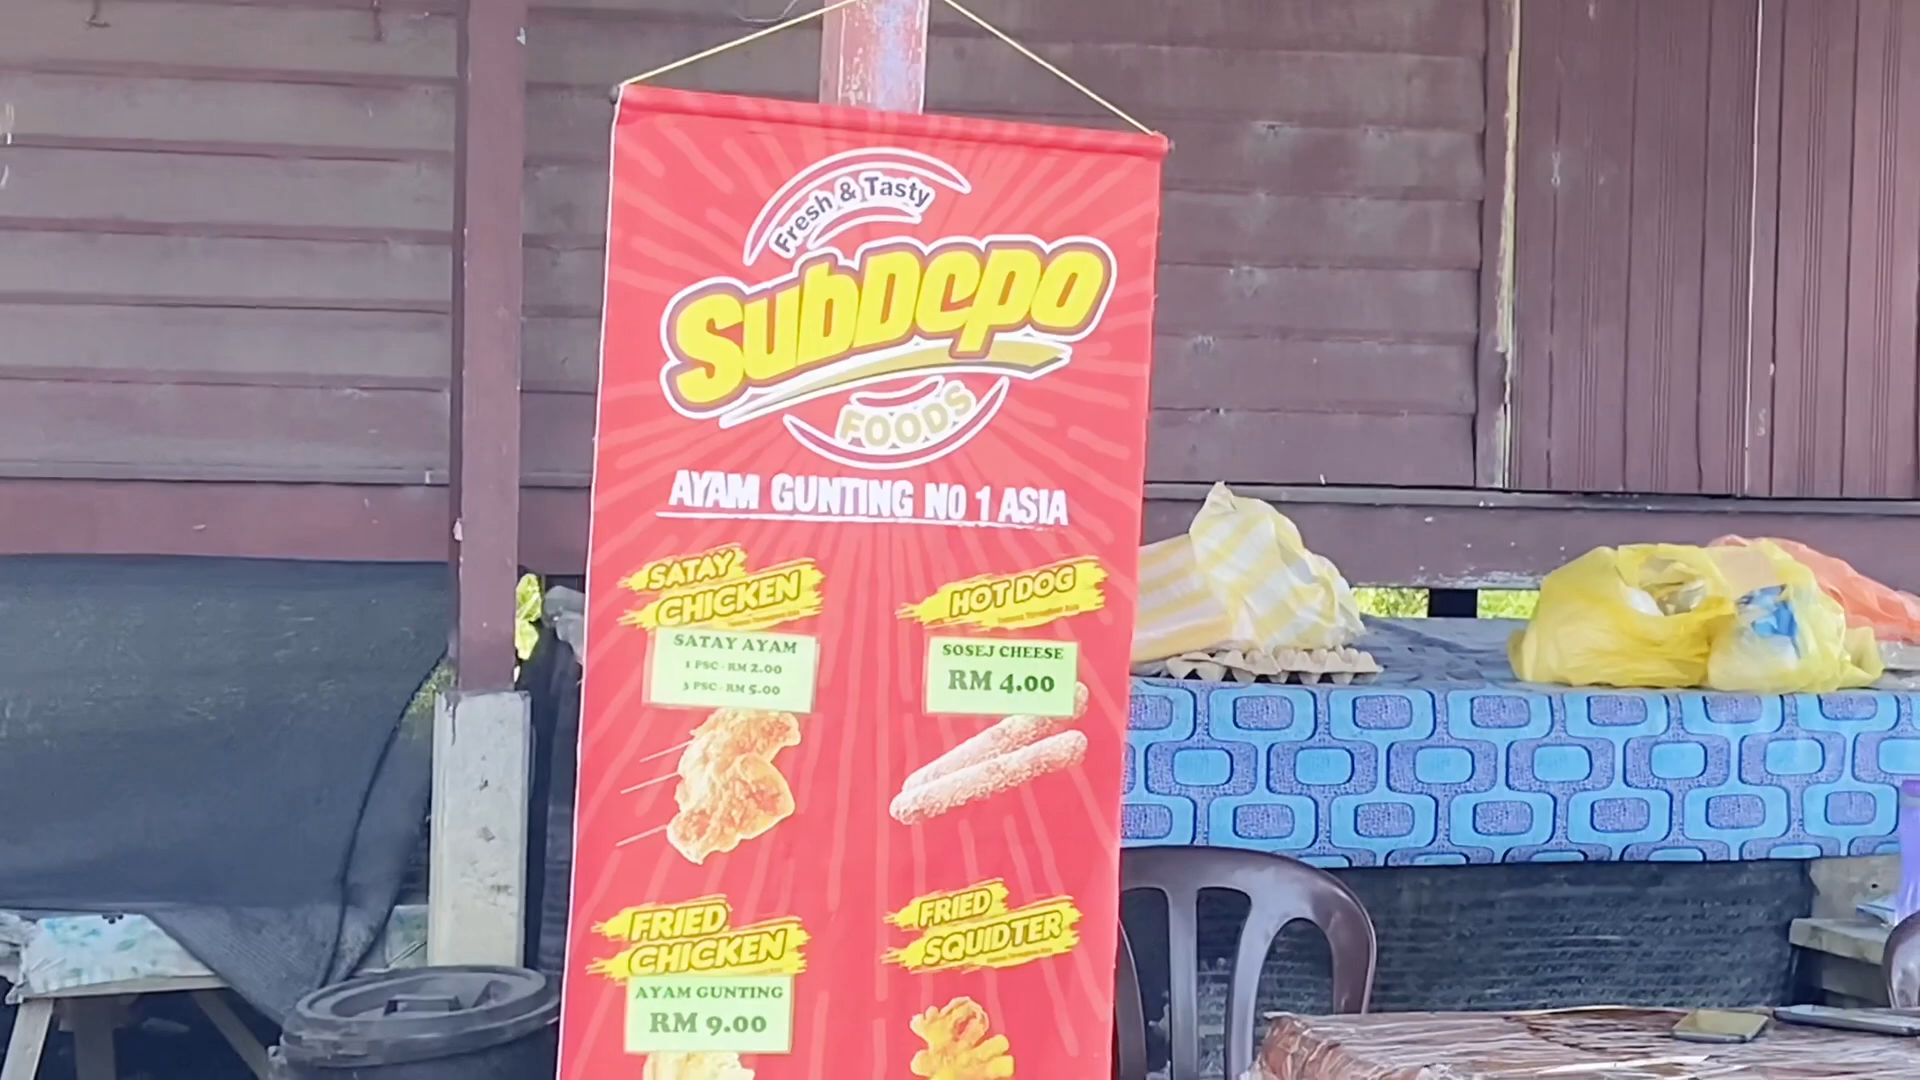 Fresh & Tasty
SubDepo
FOODS
AYAM GUNTING NO 1 ASIA
SATAY
CHICKEN
SATAY AYAM
1 PSC - RM 2.00
3 PSC - RM 5.00
HOT DOG
SOSEJ CHEESE
RM 4.00
FRIED
CHICKEN
AYAM GUNTING
RM 9.00
FRIED
SQUIDTER